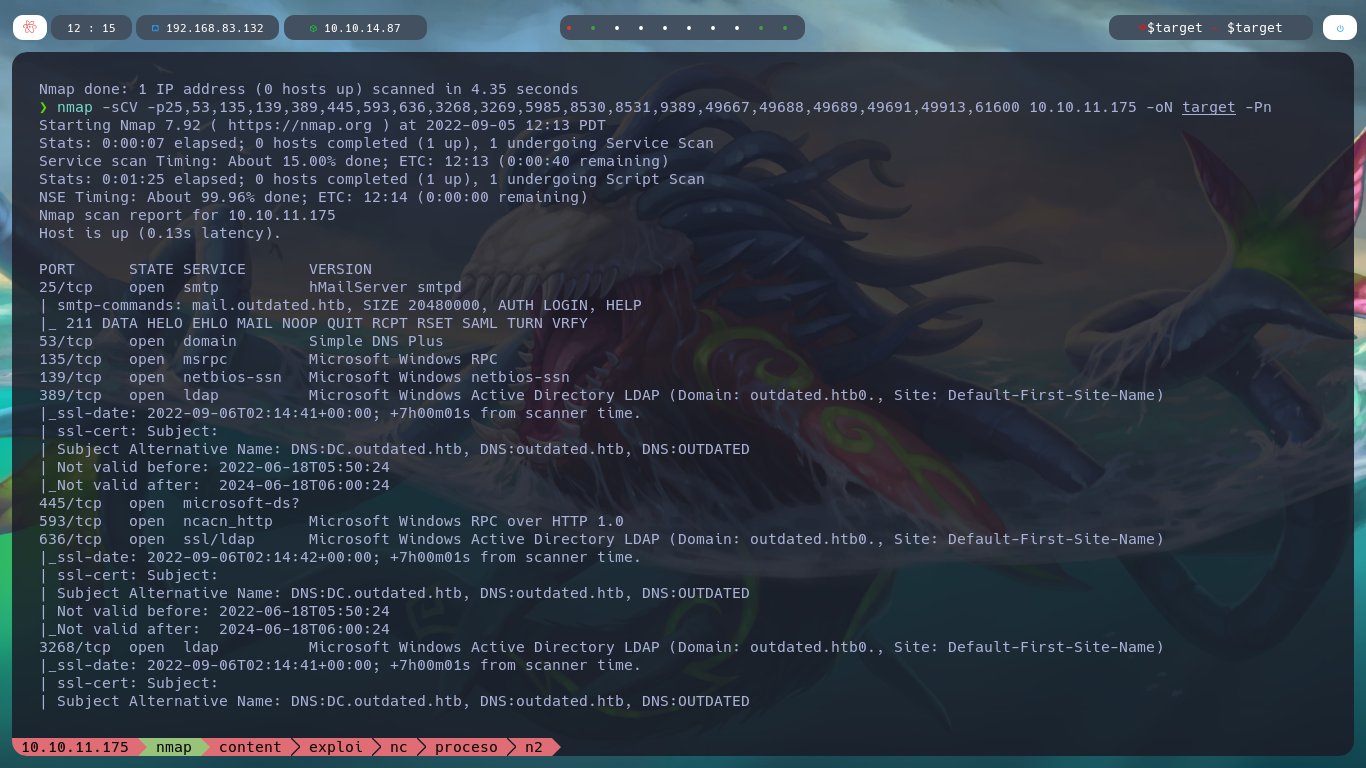 12 : 15 192.168.83.132 10.10.14.87 $target - $target
Nmap done: 1 IP address (0 hosts up) scanned in 4.35 seconds
❯ nmap -sCV -p25,53,135,139,389,445,593,636,3268,3269,5985,8530,8531,9389,49667,49688,49689,49691,49913,61600 10.10.11.175 -oN target -Pn
Starting Nmap 7.92 ( https://nmap.org ) at 2022-09-05 12:13 PDT
Stats: 0:00:07 elapsed; 0 hosts completed (1 up), 1 undergoing Service Scan
Service scan Timing: About 15.00% done; ETC: 12:13 (0:00:40 remaining)
Stats: 0:01:25 elapsed; 0 hosts completed (1 up), 1 undergoing Script Scan
NSE Timing: About 99.96% done; ETC: 12:14 (0:00:00 remaining)
Nmap scan report for 10.10.11.175
Host is up (0.13s latency).
PORT      STATE SERVICE       VERSION
25/tcp    open  smtp          hMailServer smtpd
| smtp-commands: mail.outdated.htb, SIZE 20480000, AUTH LOGIN, HELP
|_ 211 DATA HELO EHLO MAIL NOOP QUIT RCPT RSET SAML TURN VRFY
53/tcp    open  domain        Simple DNS Plus
135/tcp   open  msrpc         Microsoft Windows RPC
139/tcp   open  netbios-ssn   Microsoft Windows netbios-ssn
389/tcp   open  ldap          Microsoft Windows Active Directory LDAP (Domain: outdated.htb0., Site: Default-First-Site-Name)
|_ssl-date: 2022-09-06T02:14:41+00:00; +7h00m01s from scanner time.
| ssl-cert: Subject:
| Subject Alternative Name: DNS:DC.outdated.htb, DNS:outdated.htb, DNS:OUTDATED
| Not valid before: 2022-06-18T05:50:24
|_Not valid after:  2024-06-18T06:00:24
445/tcp   open  microsoft-ds?
593/tcp   open  ncacn_http    Microsoft Windows RPC over HTTP 1.0
636/tcp   open  ssl/ldap      Microsoft Windows Active Directory LDAP (Domain: outdated.htb0., Site: Default-First-Site-Name)
|_ssl-date: 2022-09-06T02:14:42+00:00; +7h00m01s from scanner time.
| ssl-cert: Subject:
| Subject Alternative Name: DNS:DC.outdated.htb, DNS:outdated.htb, DNS:OUTDATED
| Not valid before: 2022-06-18T05:50:24
|_Not valid after:  2024-06-18T06:00:24
3268/tcp  open  ldap          Microsoft Windows Active Directory LDAP (Domain: outdated.htb0., Site: Default-First-Site-Name)
|_ssl-date: 2022-09-06T02:14:41+00:00; +7h00m01s from scanner time.
| ssl-cert: Subject:
| Subject Alternative Name: DNS:DC.outdated.htb, DNS:outdated.htb, DNS:OUTDATED
10.10.11.175 nmap content exploi nc proceso n2